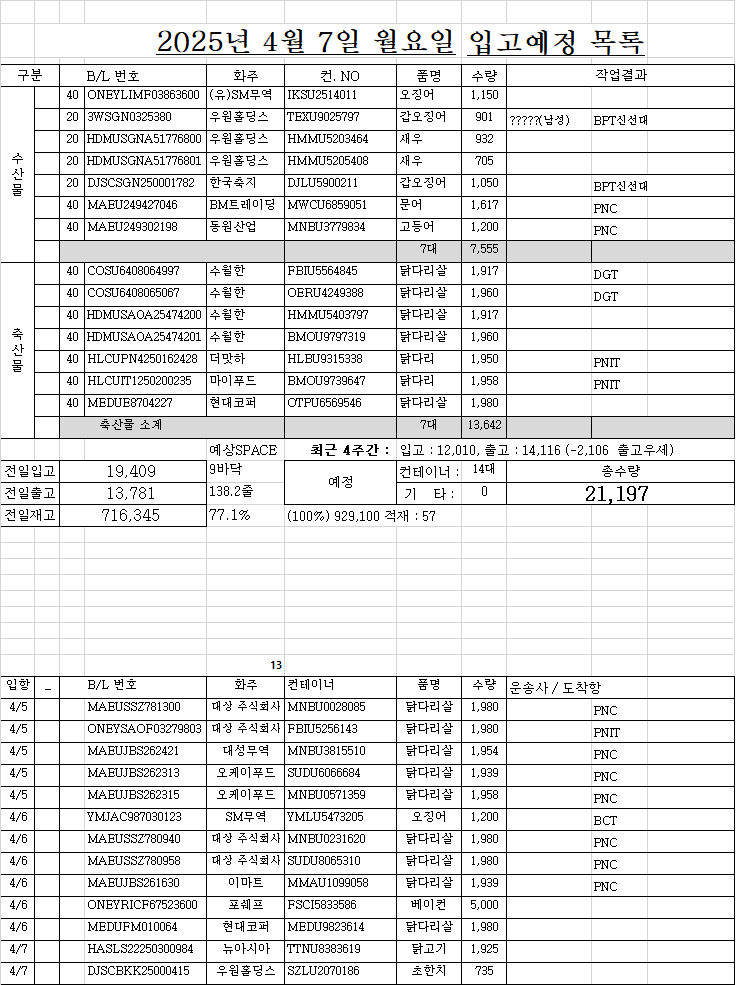 2025년 4월 7일 월요일 입고예정 목록
구분 B/L 번호 화주 컨. NO 품명 수량 작업결과
수산물
40 ONEYLIMF03863600 (유)SM무역 IKSU2514011 오징어 1,150
20 3WSGN0325380 우원홀딩스 TEXU9025797 갑오징어 901 ?????(남성) BPT신선대
20 HDMUSGNA51776800 우원홀딩스 HMMU5203464 새우 932
20 HDMUSGNA51776801 우원홀딩스 HMMU5205408 새우 705
20 DJSCSGN250001782 한국축지 DJLU5900211 갑오징어 1,050 BPT신선대
40 MAEU249427046 BM트레이딩 MWCU6859051 문어 1,617 PNC
40 MAEU249302198 동원산업 MNBU3779834 고등어 1,200 PNC
7대 7,555
축산물
40 COSU6408064997 수월한 FBIU5564845 닭다리살 1,917 DGT
40 COSU6408065067 수월한 OERU4249388 닭다리살 1,960 DGT
40 HDMUSAOA25474200 수월한 HMMU5403797 닭다리살 1,917
40 HDMUSAOA25474201 수월한 BMOU9797319 닭다리살 1,960
40 HLCUPN4250162428 더맛하 HLBU9315338 닭다리 1,950 PNIT
40 HLCUIT1250200235 마이푸드 BMOU9739647 닭다리 1,958 PNIT
40 MEDUE8704227 현대코퍼 OTPU6569546 닭다리살 1,980
축산물 소계 7대 13,642
예상SPACE 최근 4주간 : 입고 : 12,010, 출고 : 14,116 (-2,106 출고우세)
전일입고 19,409 9바닥 예정 컨테이너 : 14대 총수량
전일출고 13,781 138.2줄 기 타 : 0 21,197
전일재고 716,345 77.1% (100%) 929,100 적재 : 57
13
입항 _ B/L 번호 화주 컨테이너 품명 수량 운송사 / 도착항
4/5 MAEUSSZ781300 대상 주식회사 MNBU0028085 닭다리살 1,980 PNC
4/5 ONEYSAOF03279803 대상 주식회사 FBIU5256143 닭다리살 1,980 PNIT
4/5 MAEUJBS262421 대성무역 MNBU3815510 닭다리살 1,954 PNC
4/5 MAEUJBS262313 오케이푸드 SUDU6066684 닭다리살 1,939 PNC
4/5 MAEUJBS262315 오케이푸드 MNBU0571359 닭다리살 1,958 PNC
4/6 YMJAC987030123 SM무역 YMLU5473205 오징어 1,200 BCT
4/6 MAEUSSZ780940 대상 주식회사 MNBU0231620 닭다리살 1,980 PNC
4/6 MAEUSSZ780958 대상 주식회사 SUDU8065310 닭다리살 1,980 PNC
4/6 MAEUJBS261630 이마트 MMAU1099058 닭다리살 1,939 PNC
4/6 ONEYRICF67523600 포쉐프 FSCI5833586 베이컨 5,000
4/6 MEDUFM010064 현대코퍼 MEDU9823614 닭다리살 1,980
4/7 HASLS22250300984 뉴아시아 TTNU8383619 닭고기 1,925
4/7 DJSCBKK25000415 우원홀딩스 SZLU2070186 초한치 735